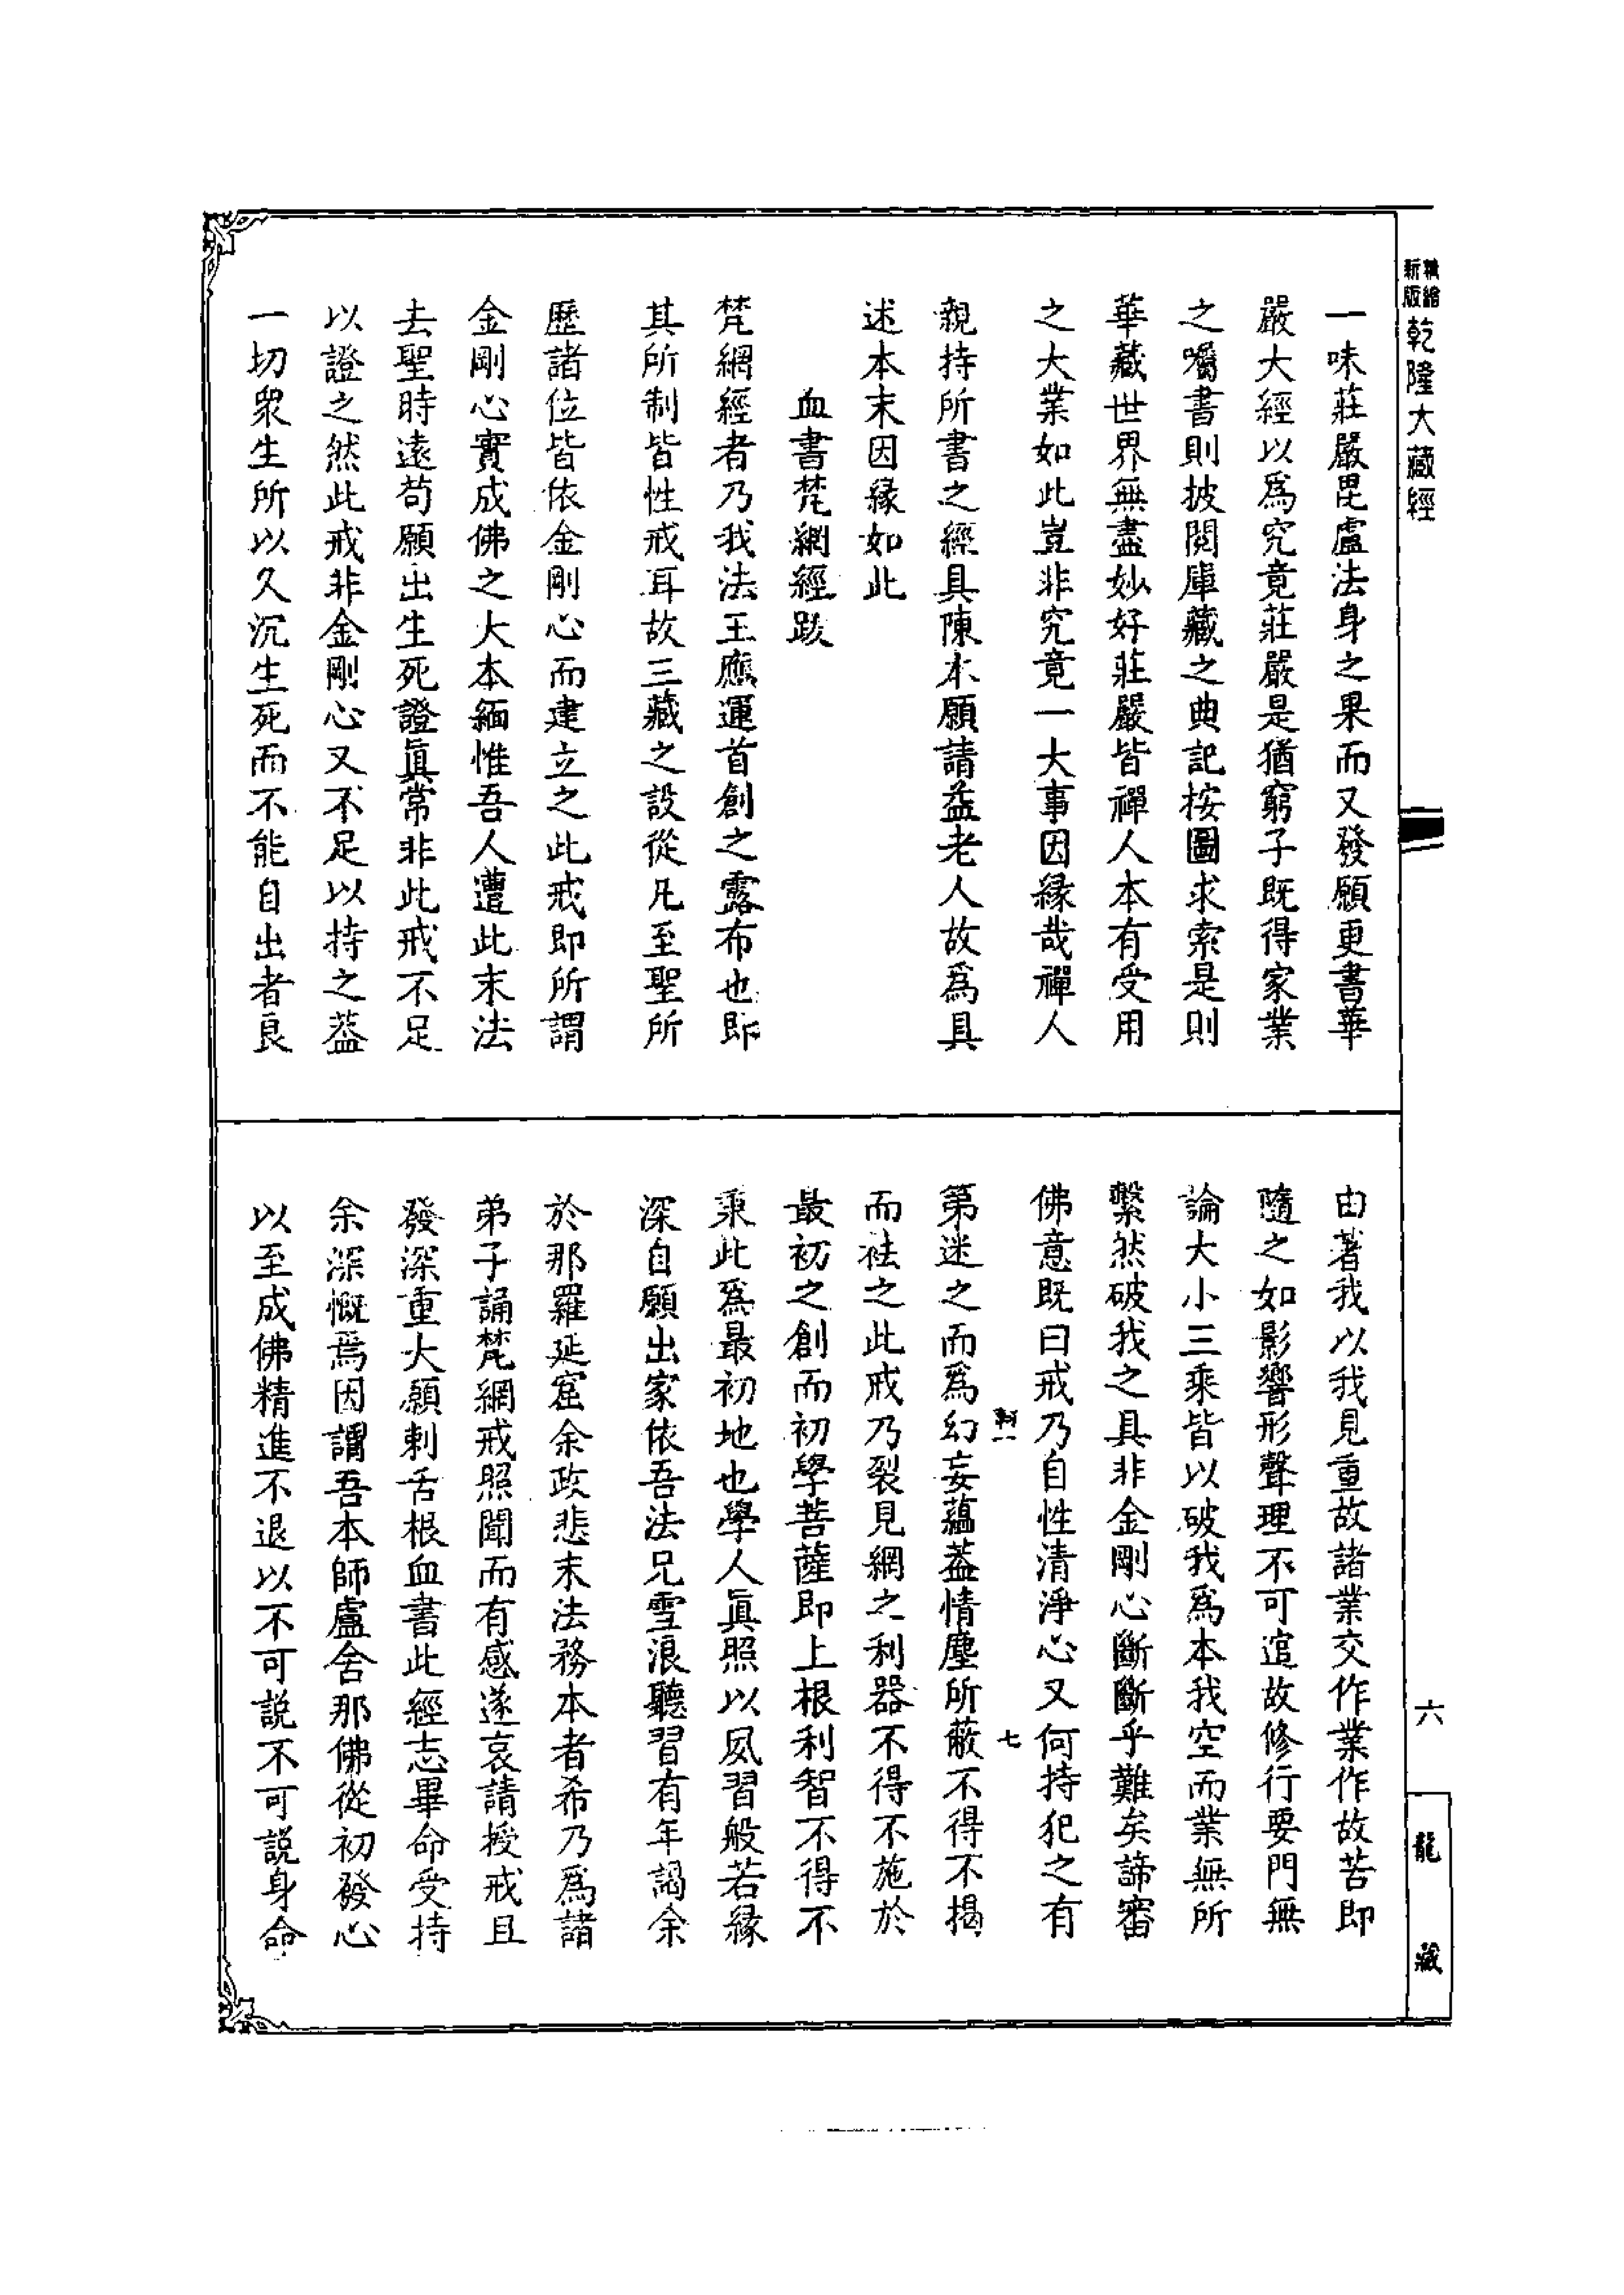 新版
精縮
乾隆大藏經
一味莊嚴毘盧法身之果而又發願更書華
嚴大經以爲究竟莊嚴是猶窮子既得家業
之囑書則披閱庫藏之典記按圖求索是則
華藏世界無盡妙好莊嚴皆禪人本有受用
之大業如此豈非究竟一大事因緣哉禪人
親持所書之經具陳本願請益老人故爲具
述本末因緣如此
血書梵網經跋
梵網經者乃我法王應運首創之露布也即
其所制皆性戒耳故三藏之設從凡至聖所
歷諸位皆依金剛心而建立之此戒即所謂
金剛心實成佛之大本緬惟吾人遭此末法
去聖時遠苟願出生死證眞常非此戒不足
以證之然此戒非金剛心又不足以持之葢
一切衆生所以久沉生死而不能自出者良
由著我以我見重故諸業交作業作故苦即
隨之如影響形聲理不可逭故修行要門無
論大小三乘皆以破我爲本我空而業無所
繫然破我之具非金剛心斷斷乎難矣諦審
佛意既曰戒乃自性清淨心又何持犯之有
七
第迷之而爲幻妄蘊葢情塵所蔽不得不揭
而祛之此戒乃裂見網之利器不得不施於
最初之創而初學菩薩即上根利智不得不
乘此爲最初地也學人眞照以夙習般若緣
深自願出家依吾法兄雪浪聽習有年謁余
於那羅延窟余政悲末法務本者希乃爲諸
弟子誦梵網戒照聞而有感遂哀請授戒且
發深重大願刺舌根血書此經志畢命受持
余深慨焉因謂吾本師盧舍那佛從初發心
以至成佛精進不退以不可說不可說身命
六
龍藏